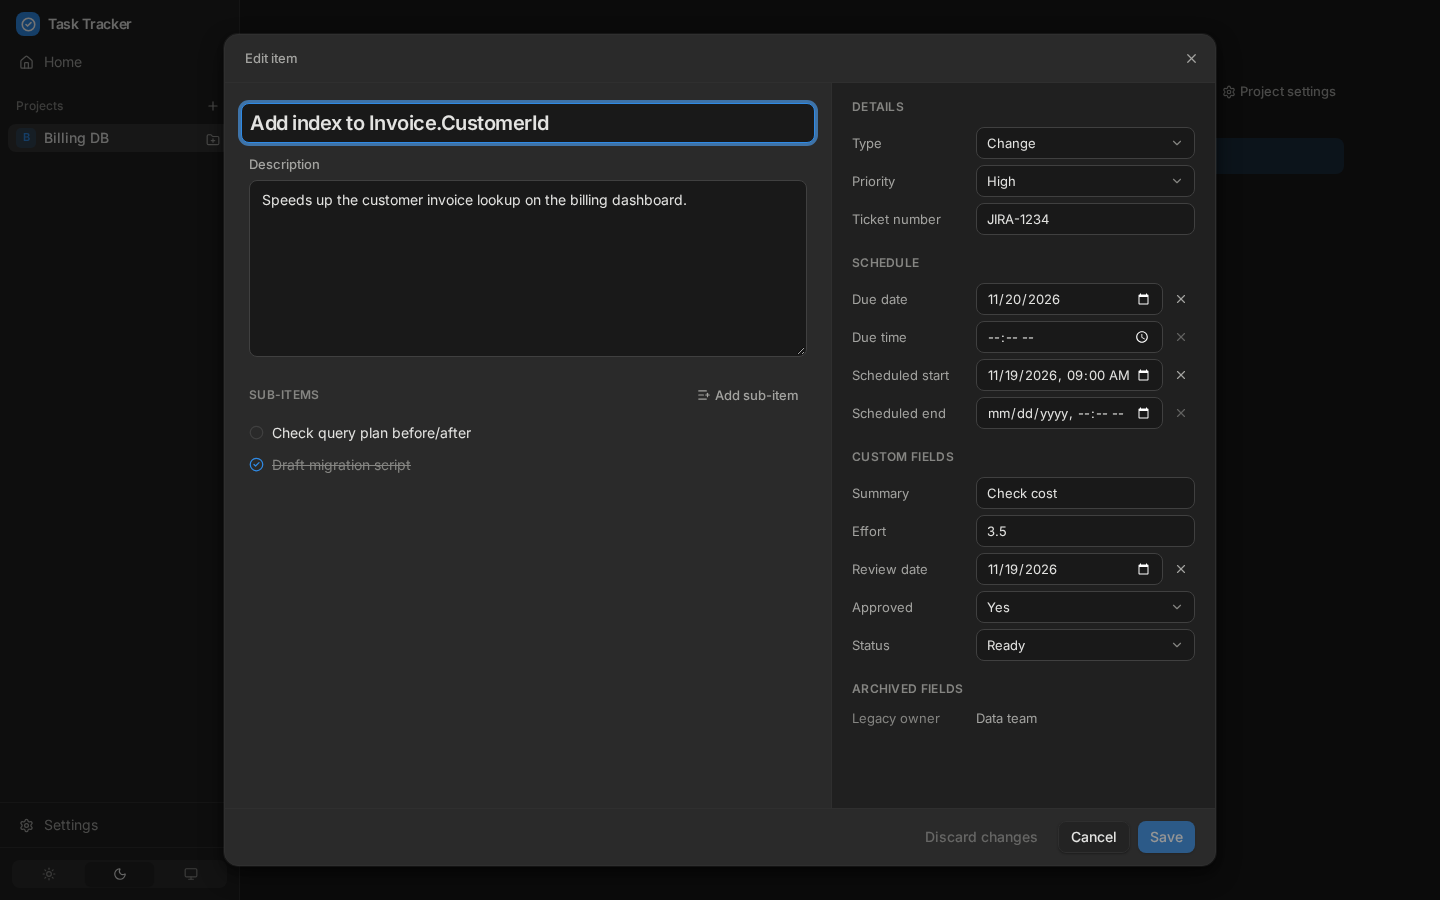 Task Tracker
Home
Projects
B Billing DB
Settings
Project settings
Edit item
Add index to Invoice.CustomerId
Description
Speeds up the customer invoice lookup on the billing dashboard.
SUB-ITEMS
Add sub-item
Check query plan before/after
Draft migration script
DETAILS
Type Change
Priority High
Ticket number JIRA-1234
SCHEDULE
Due date 11/20/2026
Due time --:-- --
Scheduled start 11/19/2026, 09:00 AM
Scheduled end mm/dd/yyyy, --:-- --
CUSTOM FIELDS
Summary Check cost
Effort 3.5
Review date 11/19/2026
Approved Yes
Status Ready
ARCHIVED FIELDS
Legacy owner Data team
Discard changes Cancel Save